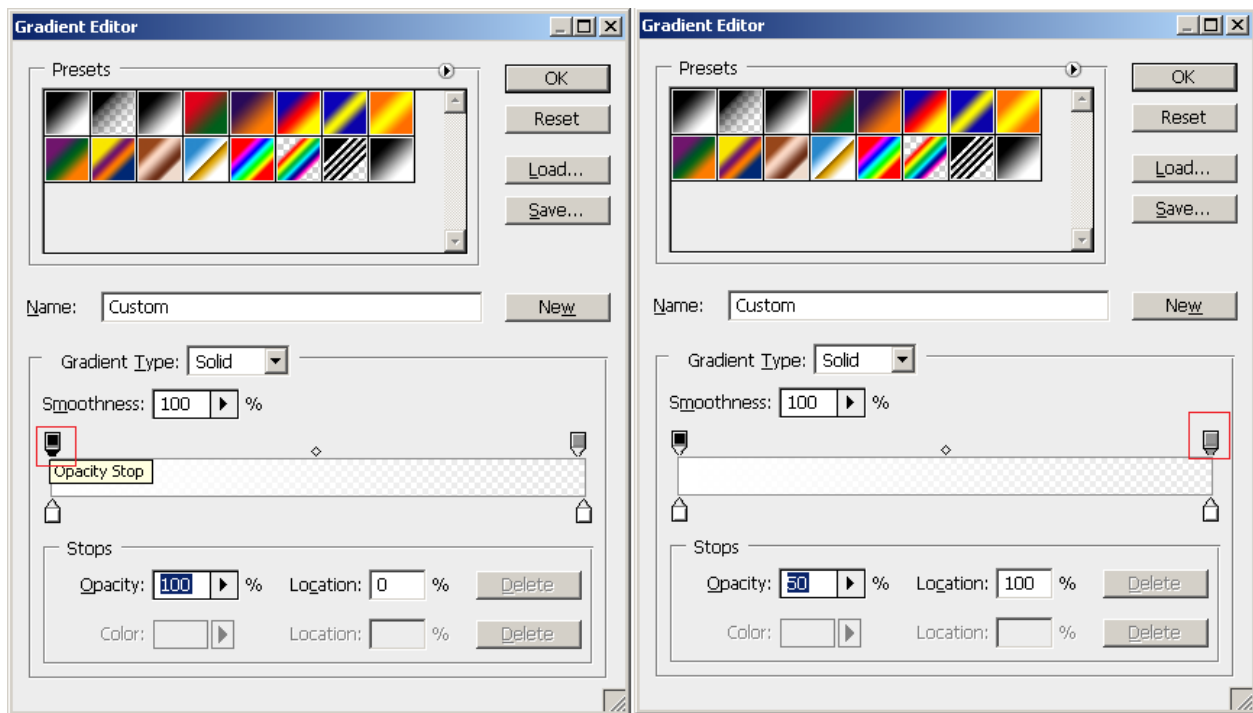 Gradient Editor
Presets
OK
Reset
Load...
Save...
Name: Custom
New
Gradient Type: Solid
Smoothness: 100 %
Opacity Stop
Stops
Opacity: 100 % Location: 0 % Delete
Color: Location: % Delete
Gradient Editor
Presets
OK
Reset
Load...
Save...
Name: Custom
New
Gradient Type: Solid
Smoothness: 100 %
Stops
Opacity: 50 % Location: 100 % Delete
Color: Location: % Delete